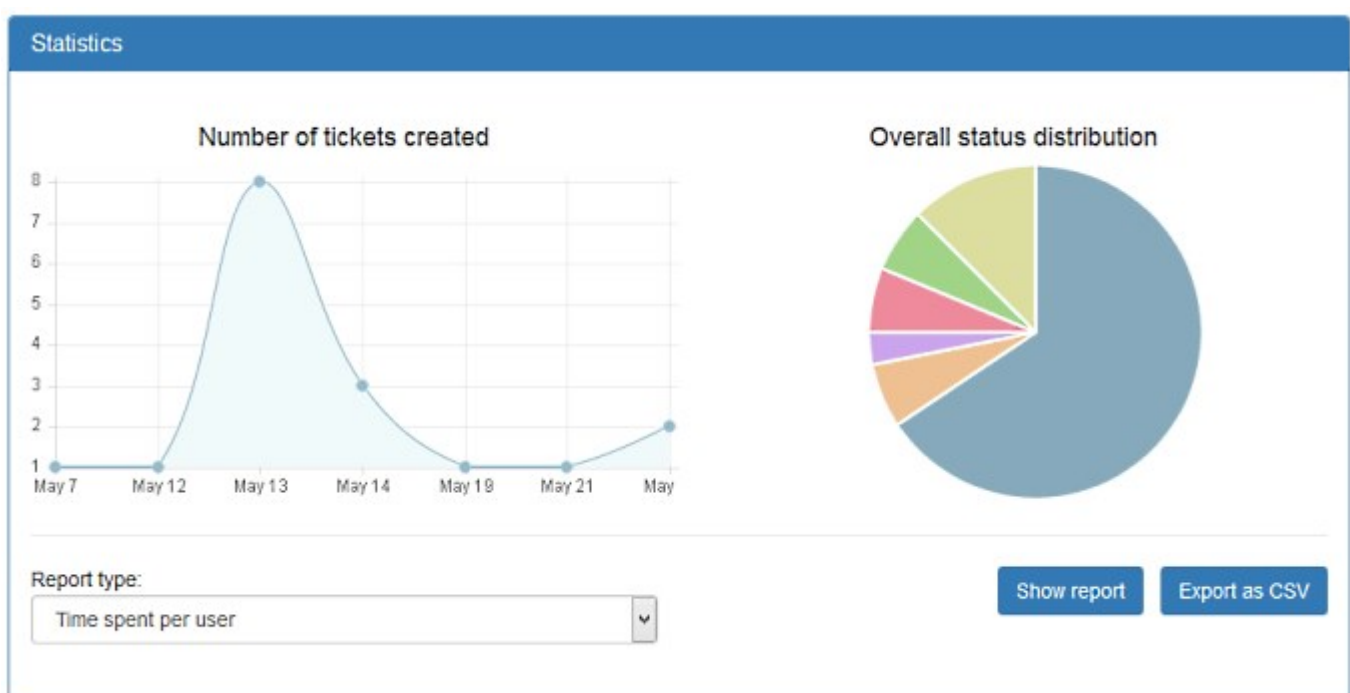 Statistics
Number of tickets created
8
7
6
5
4
3
2
1
May 7 May 12 May 13 May 14 May 19 May 21 May
Overall status distribution
Report type:
Time spent per user
Show report Export as CSV